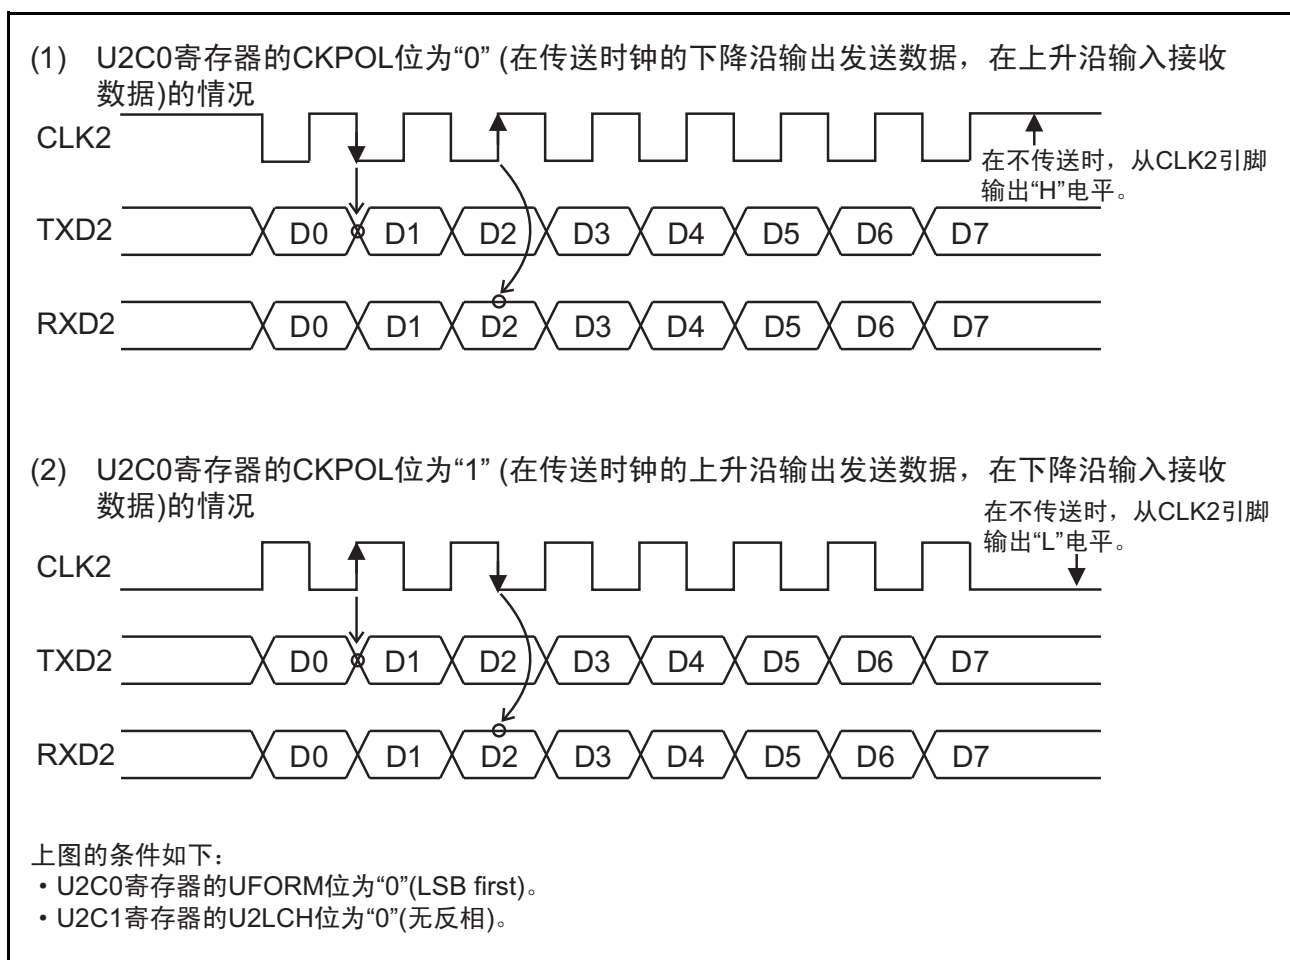 (1) U2C0寄存器的CKPOL位为“0” (在传送时钟的下降沿输出发送数据，在上升沿输入接收
数据)的情况
CLK2
在不传送时，从CLK2引脚
输出“H”电平。
TXD2 D0 D1 D2 D3 D4 D5 D6 D7
RXD2 D0 D1 D2 D3 D4 D5 D6 D7
(2) U2C0寄存器的CKPOL位为“1” (在传送时钟的上升沿输出发送数据，在下降沿输入接收
数据)的情况
在不传送时，从CLK2引脚
输出“L”电平。
CLK2
TXD2 D0 D1 D2 D3 D4 D5 D6 D7
RXD2 D0 D1 D2 D3 D4 D5 D6 D7
上图的条件如下：
・U2C0寄存器的UFORM位为“0”(LSB first)。
・U2C1寄存器的U2LCH位为“0”(无反相)。